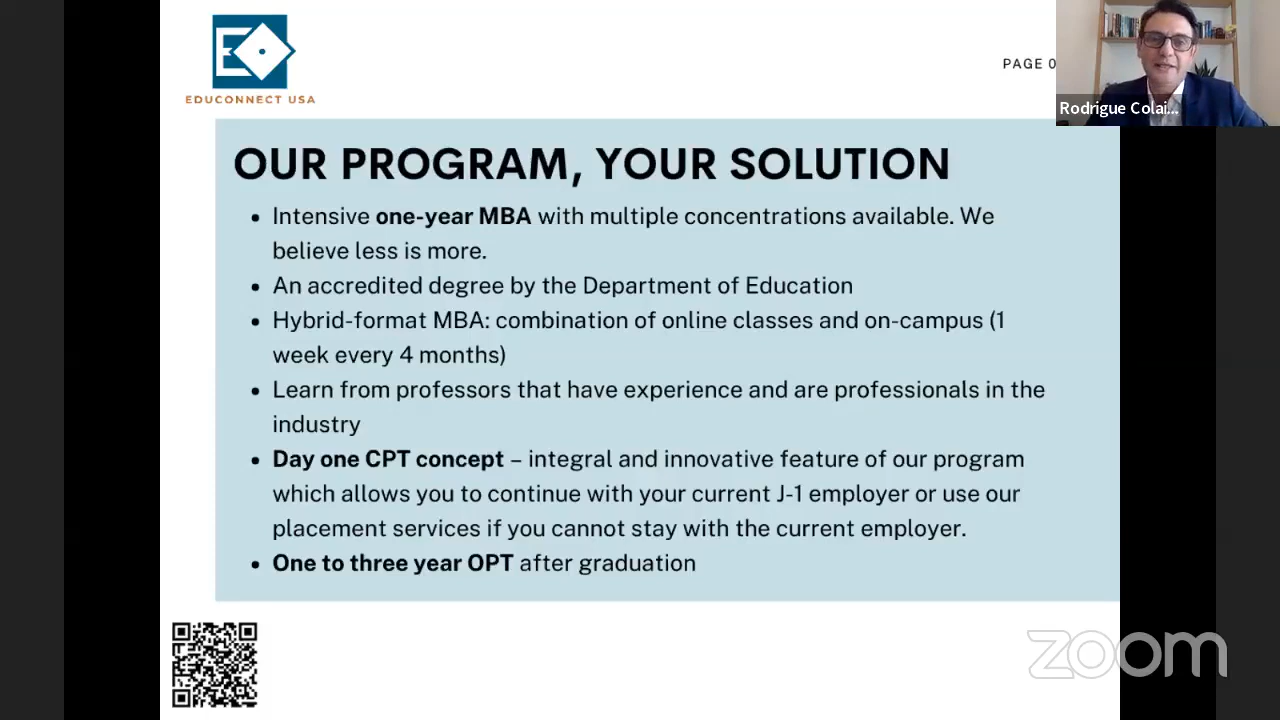 EDUCONNECT USA
PAGE 0
Rodrigue Colai...
OUR PROGRAM, YOUR SOLUTION
• Intensive one-year MBA with multiple concentrations available. We
believe less is more.
• An accredited degree by the Department of Education
• Hybrid-format MBA: combination of online classes and on-campus (1
week every 4 months)
• Learn from professors that have experience and are professionals in the
industry
• Day one CPT concept – integral and innovative feature of our program
which allows you to continue with your current J-1 employer or use our
placement services if you cannot stay with the current employer.
• One to three year OPT after graduation
zoom